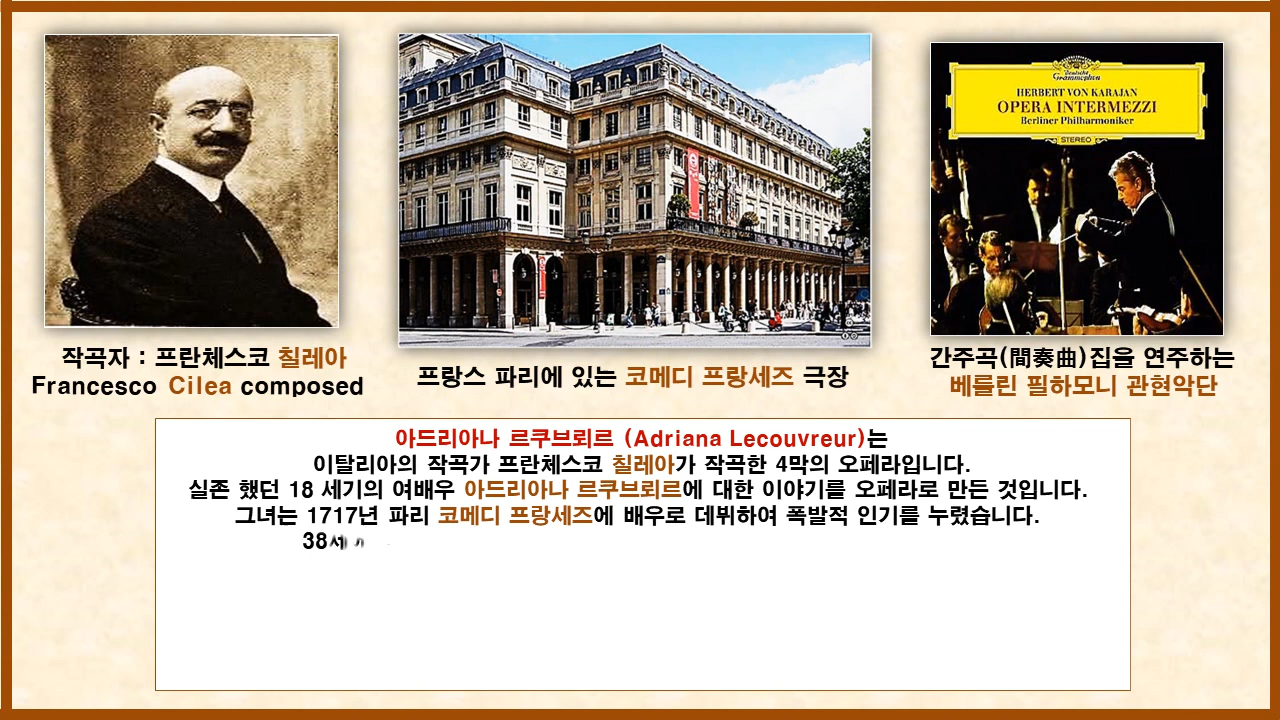 Deutsche
Grammophon
HERBERT VON KARAJAN
OPERA INTERMEZZI
Berliner Philharmoniker
STEREO
작곡자 : 프란체스코 칠레아
Francesco Cilea composed
프랑스 파리에 있는 코메디 프랑세즈 극장
간주곡(間奏曲)집을 연주하는
베를린 필하모니 관현악단
아드리아나 르쿠브뢰르 (Adriana Lecouvreur)는
이탈리아의 작곡가 프란체스코 칠레아가 작곡한 4막의 오페라입니다.
실존 했던 18 세기의 여배우 아드리아나 르쿠브뢰르에 대한 이야기를 오페라로 만든 것입니다.
그녀는 1717년 파리 코메디 프랑세즈에 배우로 데뷔하여 폭발적 인기를 누렸습니다.
38세